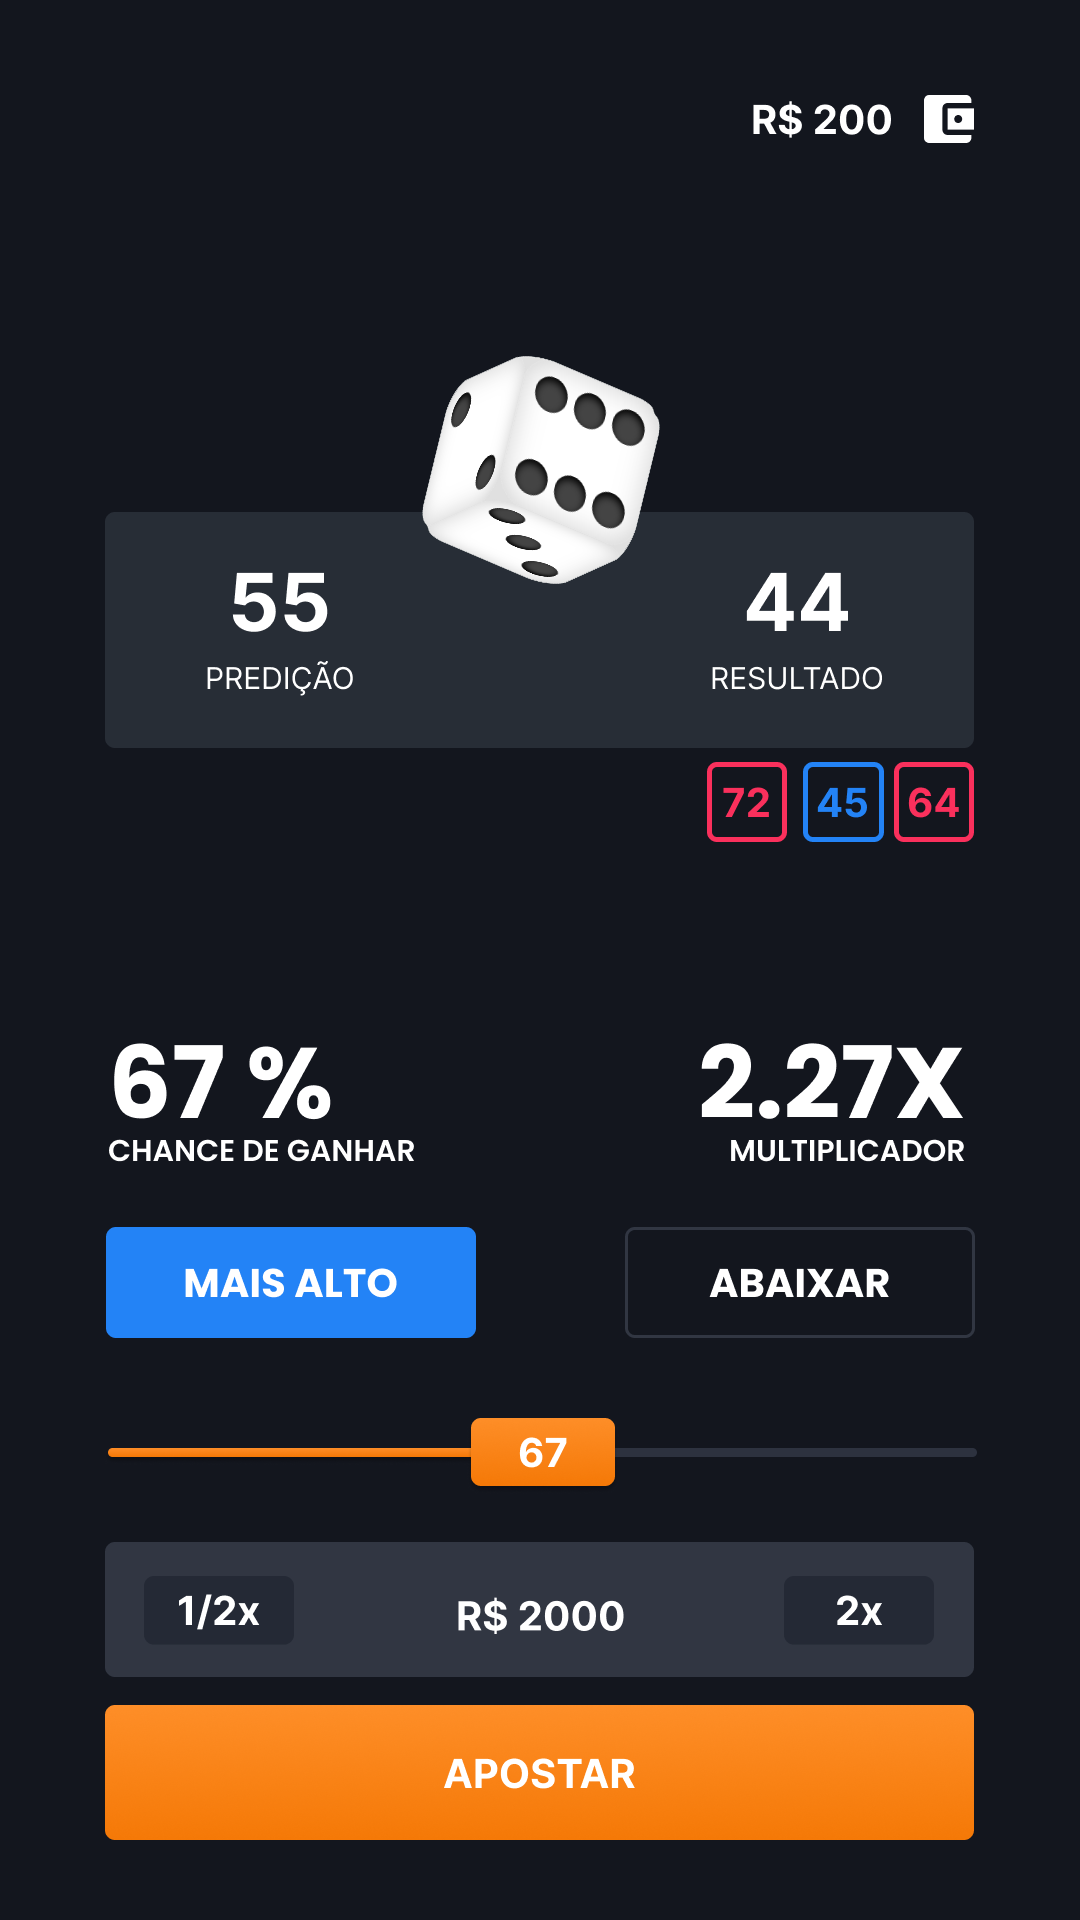 R$ 200
55 44
PREDIÇÃO RESULTADO
72 45 64
67 % 2.27X
CHANCE DE GANHAR MULTIPLICADOR
MAIS ALTO ABAIXAR
67
1/2x R$ 2000 2x
APOSTAR